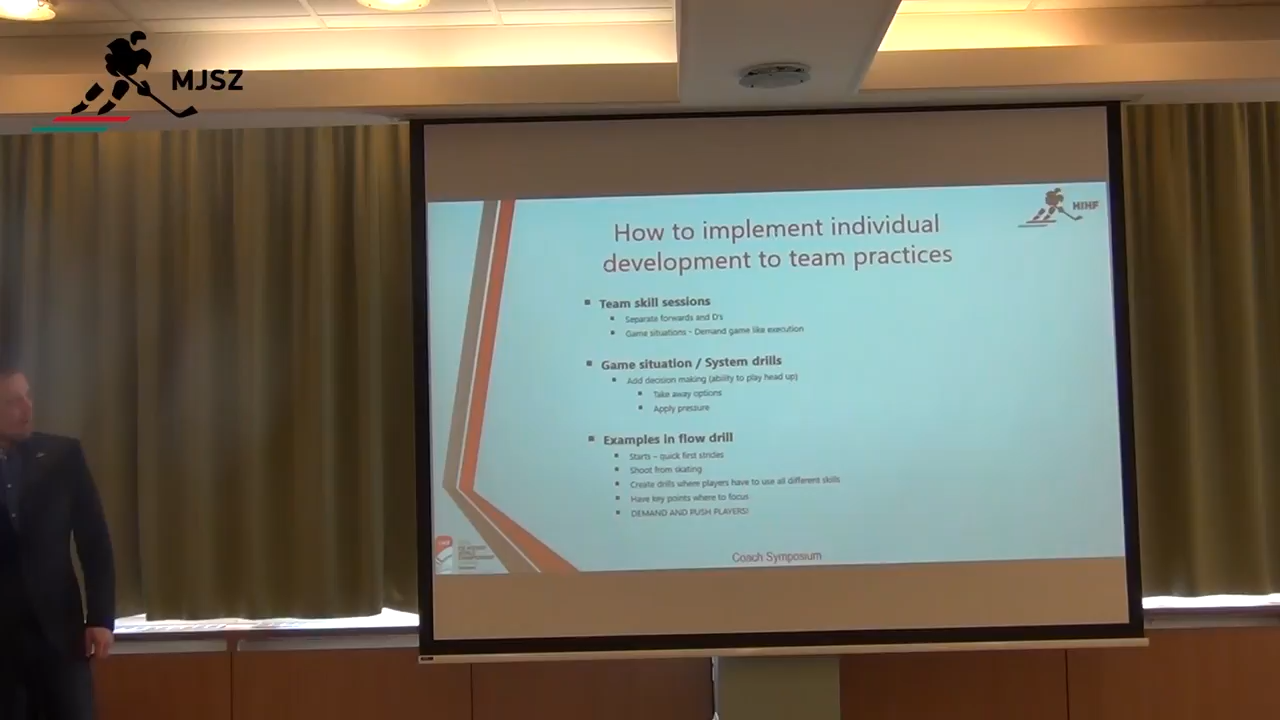 MJSZ
HIHF
How to implement individual
development to team practices
Team skill sessions
Separate forwards and D's
Game situations - Demand game like execution
Game situation / System drills
Add decision making (ability to play head up)
Take away options
Apply pressure
Examples in flow drill
Starts – quick first strides
Shoot from skating
Create drills where players have to use all different skills
Have key points where to focus
DEMAND AND PUSH PLAYERS!
Coach Symposium